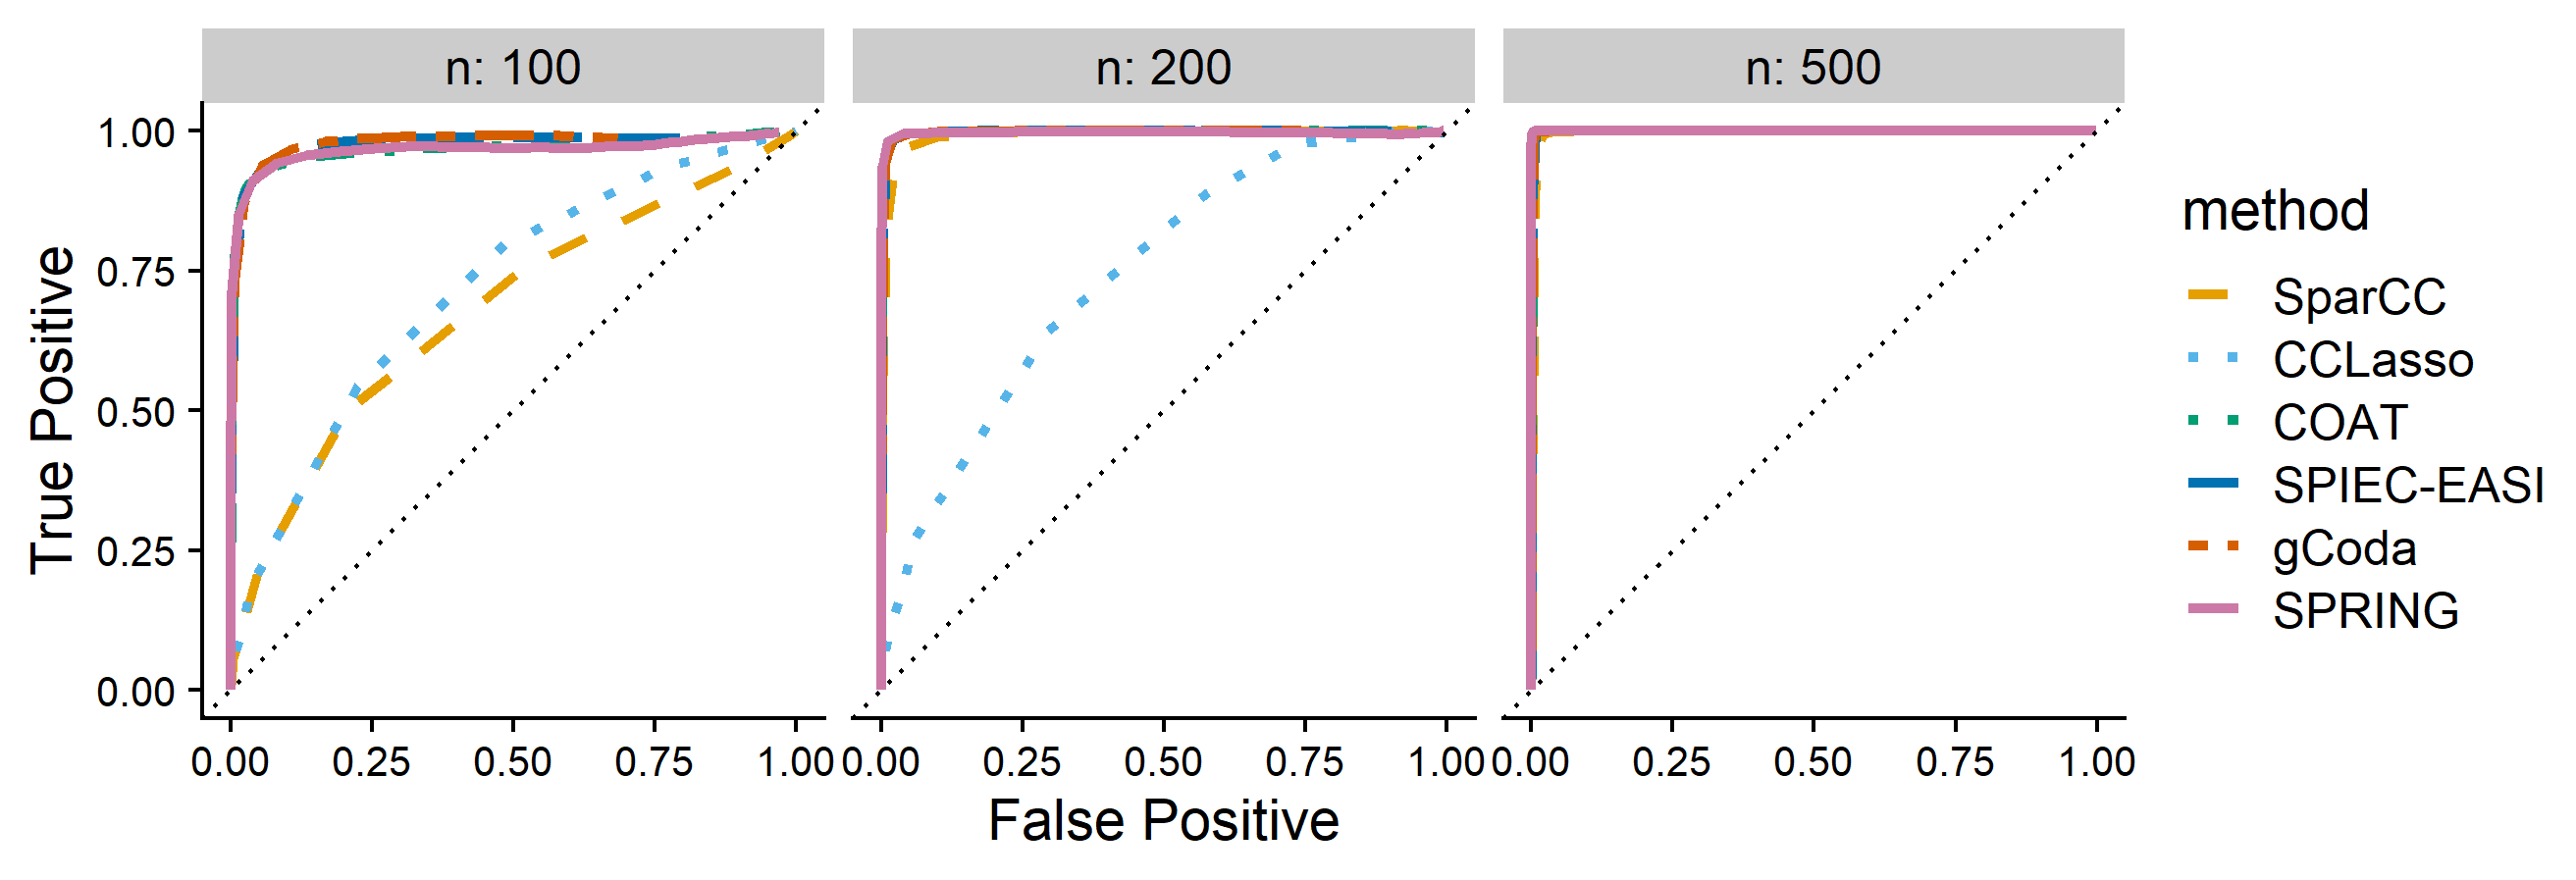 n: 100 n: 200 n: 500
1.00
0.75
0.50
0.25
0.00
True Positive
0.00 0.25 0.50 0.75 1.00 0.00 0.25 0.50 0.75 1.00 0.00 0.25 0.50 0.75 1.00
False Positive
method
SparCC
CCLasso
COAT
SPIEC-EASI
gCoda
SPRING